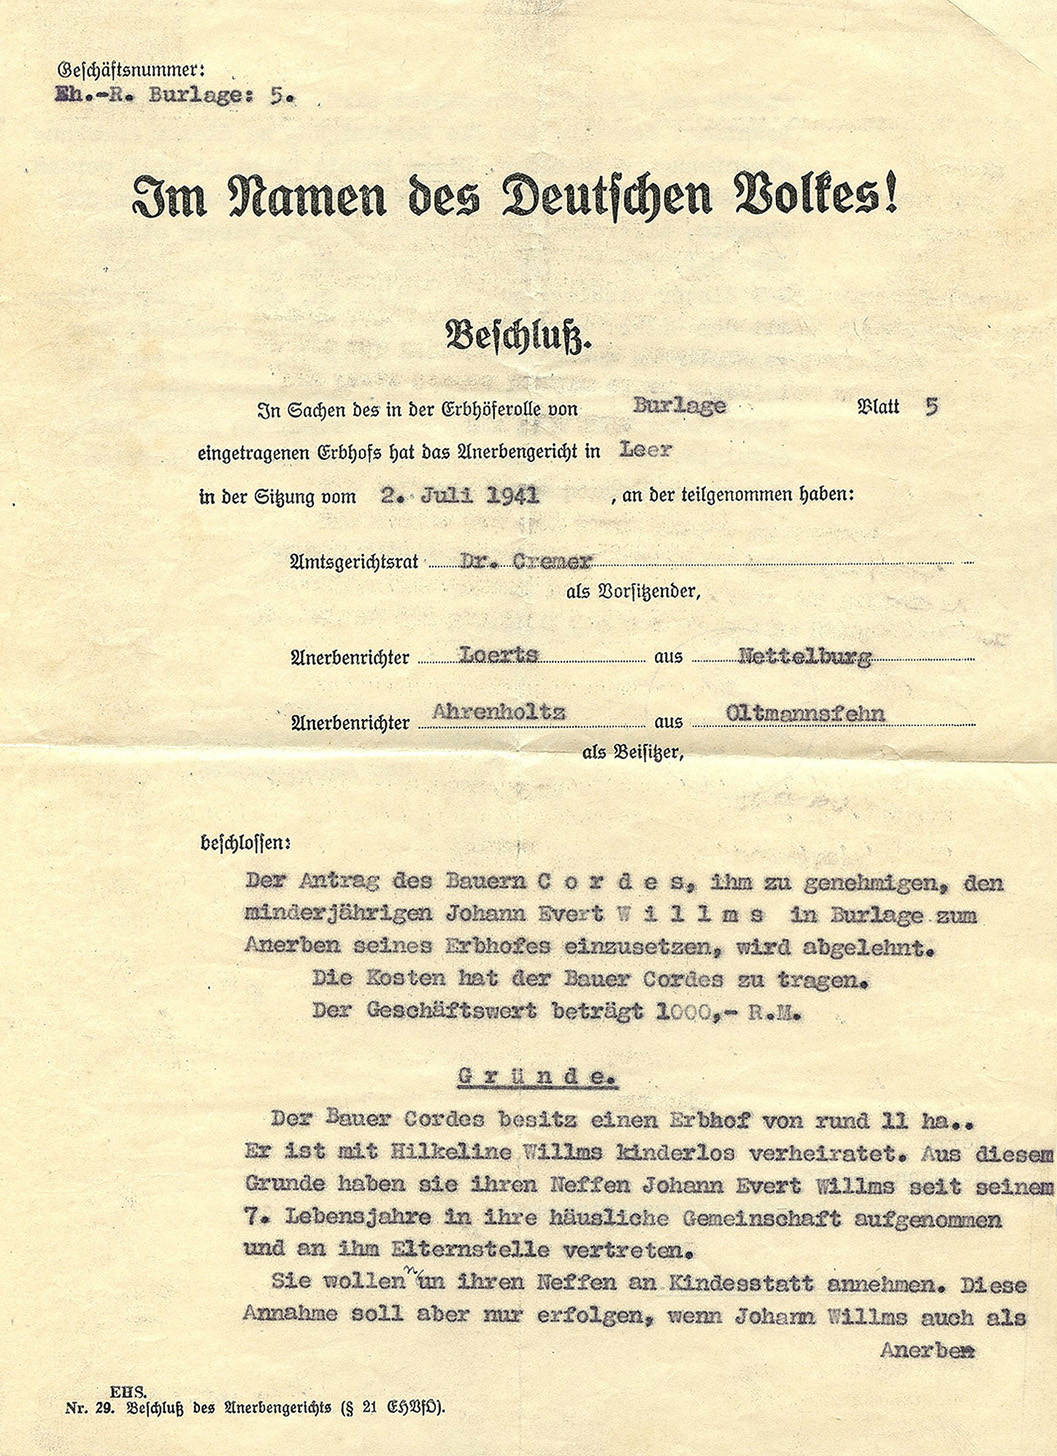 Geschäftsnummer:
Eh.-R. Burlage: 5.
Im Namen des Deutschen Volkes!
Beschluß.
In Sachen des in der Erbhöferolle von Burlage Blatt 5
eingetragenen Erbhofs hat das Anerbengericht in Leer
in der Sitzung vom 2. Juli 1941 , an der teilgenommen haben:
Amtsgerichtsrat Dr. Cremer
als Vorsitzender,
Anerbenrichter Loerts aus Nettelburg
Anerbenrichter Ahrenholtz aus Oltmannsfehn
als Beisitzer,
beschlossen:
Der Antrag des Bauern C o r d e s, ihm zu genehmigen, den
minderjährigen Johann Evert W i l l m s in Burlage zum
Anerben seines Erbhofes einzusetzen, wird abgelehnt.
Die Kosten hat der Bauer Cordes zu tragen.
Der Geschäftswert beträgt 1000,- R.M.
G r ü n d e.
Der Bauer Cordes besitz einen Erbhof von rund 11 ha..
Er ist mit Hilkeline Willms kinderlos verheiratet. Aus diesem
Grunde haben sie ihren Neffen Johann Evert Willms seit seinem
7. Lebensjahre in ihre häusliche Gemeinschaft aufgenommen
und an ihm Elternstelle vertreten.
Sie wollen nun ihren Neffen an Kindesstatt annehmen. Diese
Annahme soll aber nur erfolgen, wenn Johann Willms auch als
Anerben
EHS.
Nr. 29. Beschluß des Anerbengerichts (§ 21 EHVfO).